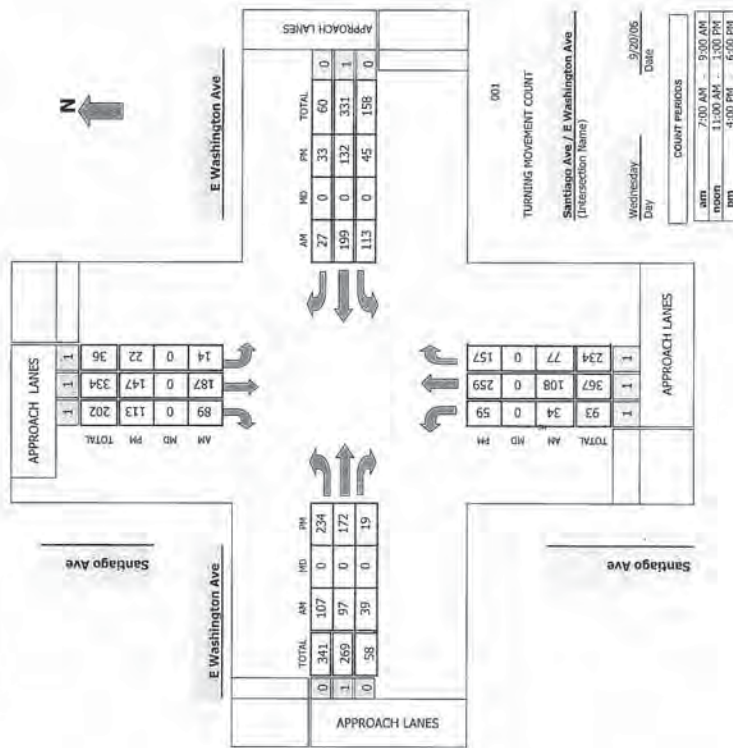 N
E Washington Ave
APPROACH LANES
1 1 1
202 334 36 TOTAL
113 147 22 PM
0 0 0 MD
89 187 14 AM
Santiago Ave
E Washington Ave
APPROACH LANES
AM MD PM TOTAL
27 0 33 60 0
199 0 132 331 1
113 0 45 158 0
TOTAL AM MD PM
0 341 107 0 234
1 269 97 0 172
0 58 39 0 19
APPROACH LANES
PM 59 259 157
MD 0 0 0
34 108 77
TOTAL 93 367 234
1 1 1
APPROACH LANES
Santiago Ave
001
TURNING MOVEMENT COUNT
Santiago Ave / E Washington Ave
(Intersection Name)
Wednesday 9/20/06
Day Date
COUNT PERIODS
am 7:00 AM - 9:00 AM
noon 11:00 AM - 1:00 PM
pm 4:00 PM - 6:00 PM